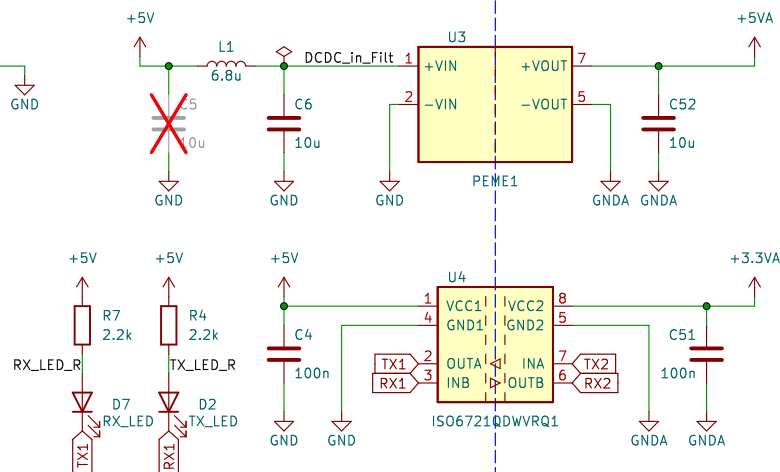 +5V
L1
6.8u
DCDC_in_Filt
U3
+5VA
1
+VIN
+VOUT
7
2
-VIN
-VOUT
5
GND
C5
10u
C6
10u
C52
10u
GND
GND
GND
PEME1
GNDA
GNDA
+5V
+5V
+5V
U4
+3.3VA
R7
2.2k
R4
2.2k
1
VCC1
VCC2
8
4
GND1
GND2
5
C4
100n
C51
100n
RX_LED_R
TX_LED_R
TX1
2
OUTA
INA
7
TX2
RX1
3
INB
OUTB
6
RX2
D7
RX_LED
D2
TX_LED
ISO6721QDWVRQ1
GND
GND
GNDA
GNDA
TX1
RX1